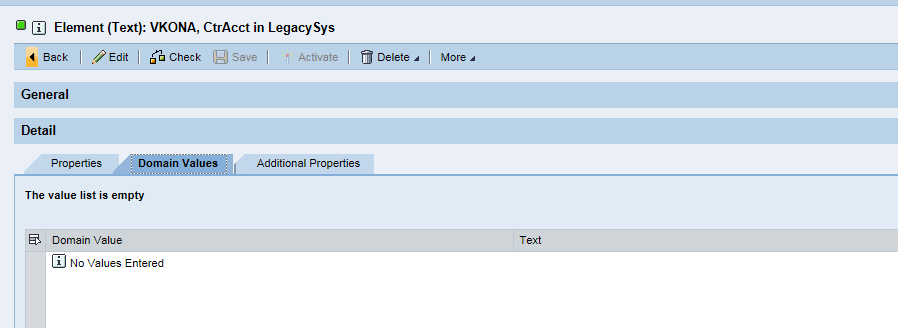 Element (Text): VKONA, CtrAcct in LegacySys
Back Edit Check Save Activate Delete More
General
Detail
Properties Domain Values Additional Properties
The value list is empty
Domain Value Text
No Values Entered